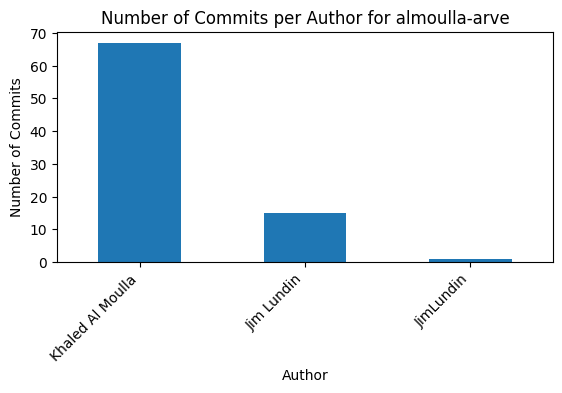 Number of Commits per Author for almoulla-arve
Number of Commits
70
60
50
40
30
20
10
0
Khaled Al Moulla
Jim Lundin
JimLundin
Author